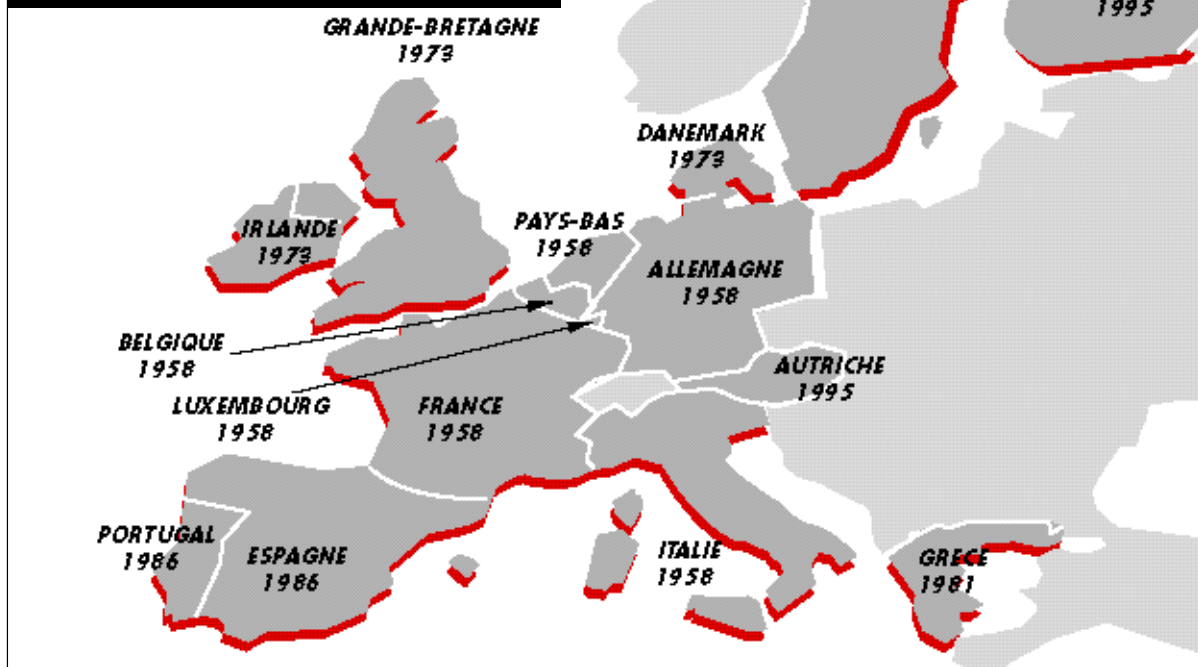 1995
GRANDE-BRETAGNE
1973
DANEMARK
1973
IRLANDE
1973
PAYS-BAS
1958
ALLEMAGNE
1958
BELGIQUE
1958
LUXEMBOURG
1958
FRANCE
1958
AUTRICHE
1995
PORTUGAL
1986
ESPAGNE
1986
ITALIE
1958
GRECE
1981